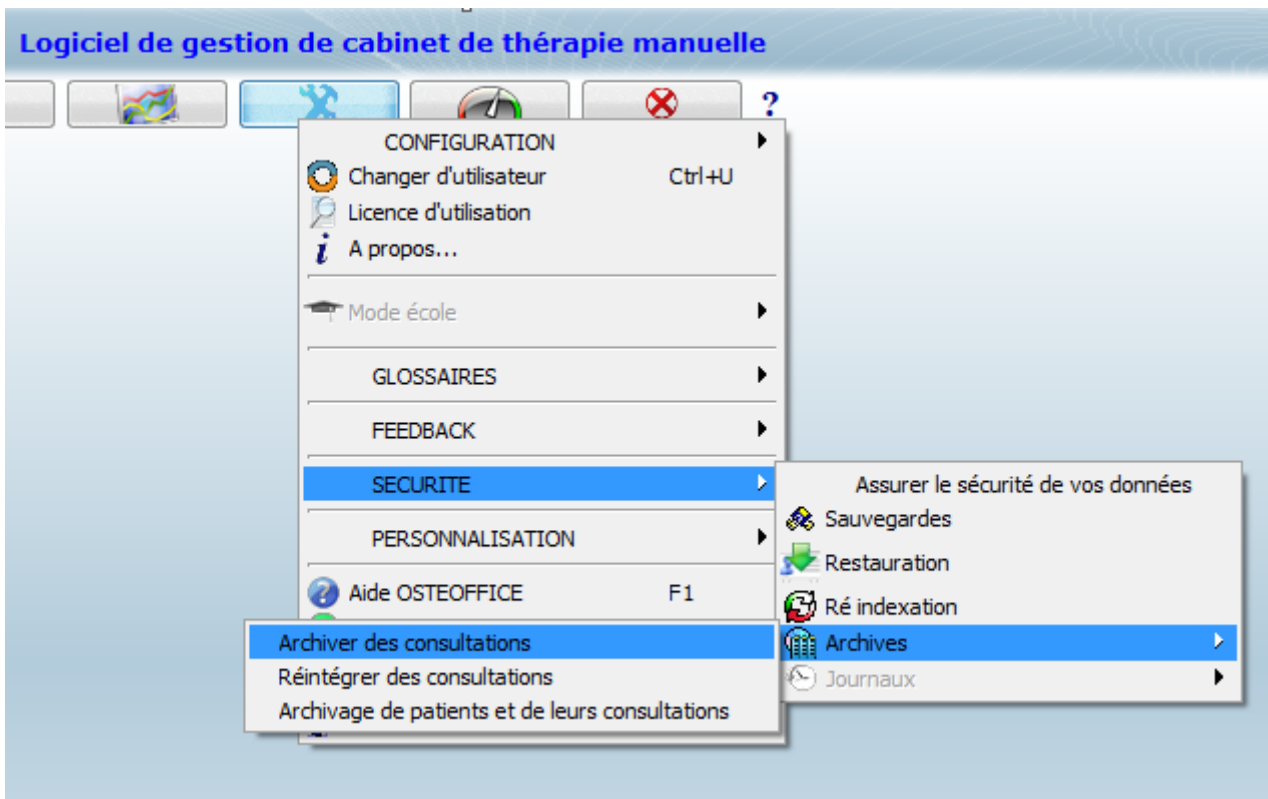 Logiciel de gestion de cabinet de thérapie manuelle
?
CONFIGURATION
Changer d'utilisateur Ctrl+U
Licence d'utilisation
A propos...
Mode école
GLOSSAIRES
FEEDBACK
SECURITE
PERSONNALISATION
Aide OSTEOFFICE F1
Assurer le sécurité de vos données
Sauvegardes
Restauration
Ré indexation
Archives
Journaux
Archiver des consultations
Réintégrer des consultations
Archivage de patients et de leurs consultations